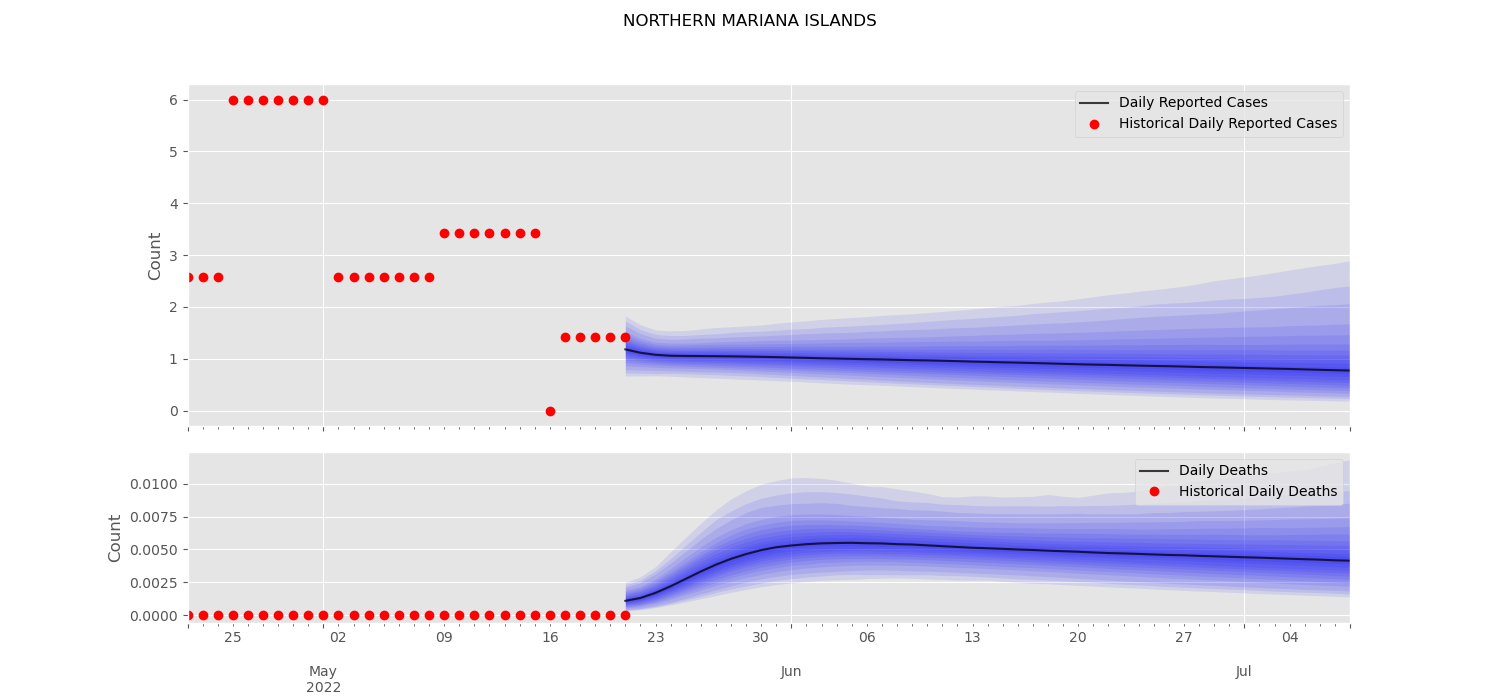 NORTHERN MARIANA ISLANDS
Daily Reported Cases
Historical Daily Reported Cases
6
5
4
3
2
1
0
Count
Daily Deaths
Historical Daily Deaths
0.0100
0.0075
0.0050
0.0025
0.0000
Count
25 02 09 16 23 30 06 13 20 27 04
May Jun Jul
2022